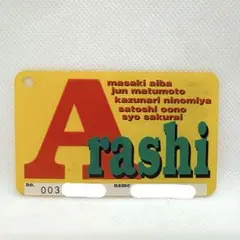 masaki aiba
jun matumoto
kazunari ninomiya
satoshi oono
syo sakurai
Arashi
no. 003 name